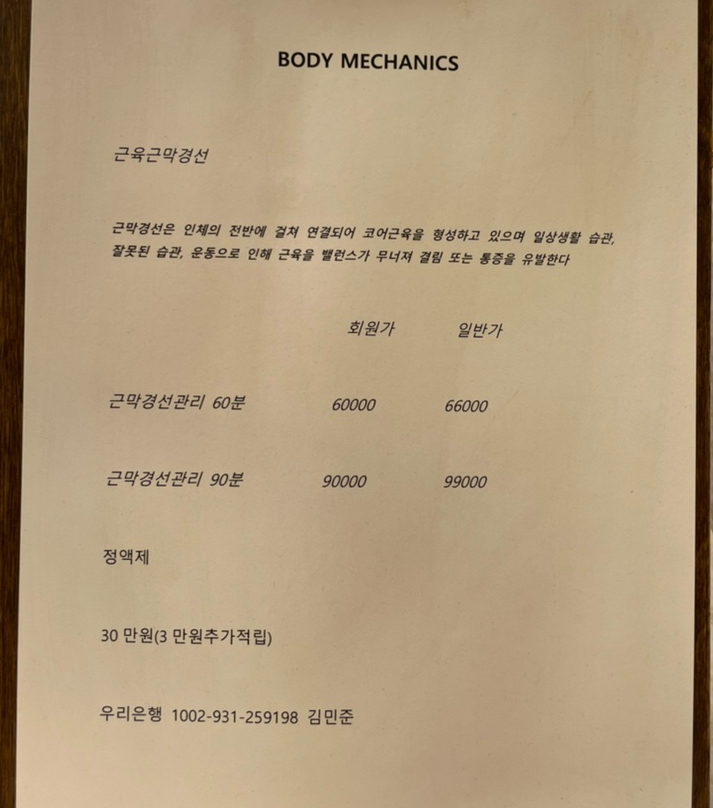 BODY MECHANICS
근육근막경선
근막경선은 인체의 전반에 걸쳐 연결되어 코어근육을 형성하고 있으며 일상생활 습관,
잘못된 습관, 운동으로 인해 근육을 밸런스가 무너져 결림 또는 통증을 유발한다
회원가 일반가
근막경선관리 60분 60000 66000
근막경선관리 90분 90000 99000
정액제
30 만원(3 만원추가적립)
우리은행 1002-931-259198 김민준